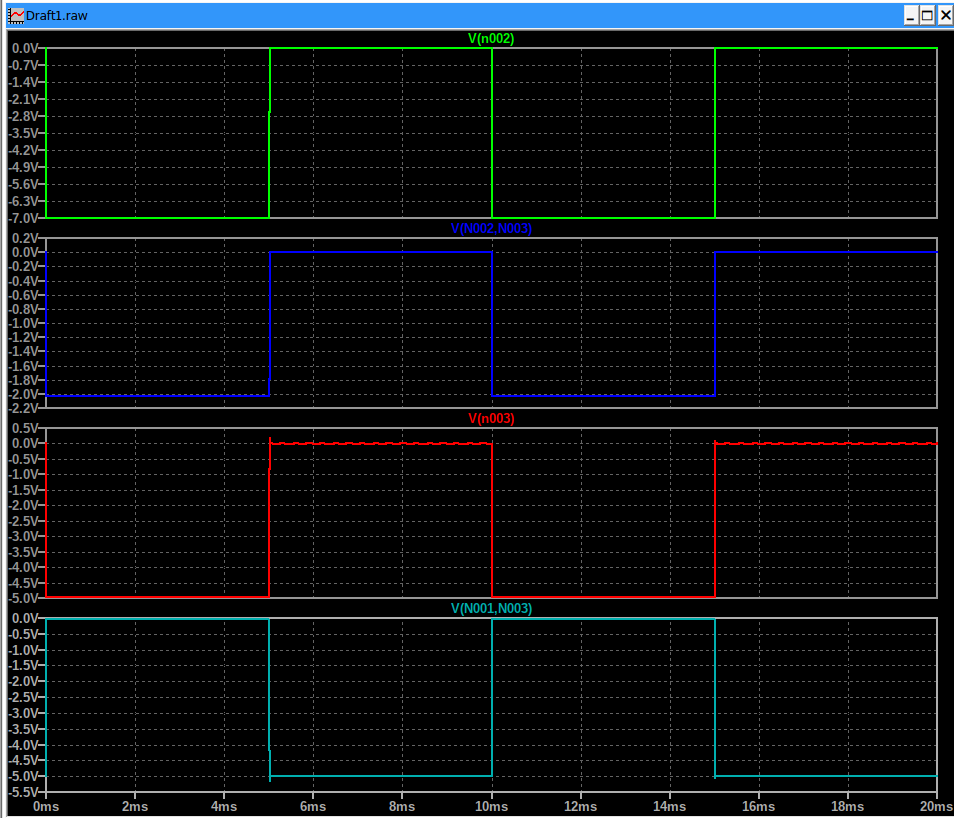 Draft1.raw
V(n002)
0.0V
-0.7V
-1.4V
-2.1V
-2.8V
-3.5V
-4.2V
-4.9V
-5.6V
-6.3V
-7.0V
V(N002,N003)
0.2V
0.0V
-0.2V
-0.4V
-0.6V
-0.8V
-1.0V
-1.2V
-1.4V
-1.6V
-1.8V
-2.0V
-2.2V
V(n003)
0.5V
0.0V
-0.5V
-1.0V
-1.5V
-2.0V
-2.5V
-3.0V
-3.5V
-4.0V
-4.5V
-5.0V
V(N001,N003)
0.0V
-0.5V
-1.0V
-1.5V
-2.0V
-2.5V
-3.0V
-3.5V
-4.0V
-4.5V
-5.0V
-5.5V
0ms 2ms 4ms 6ms 8ms 10ms 12ms 14ms 16ms 18ms 20ms